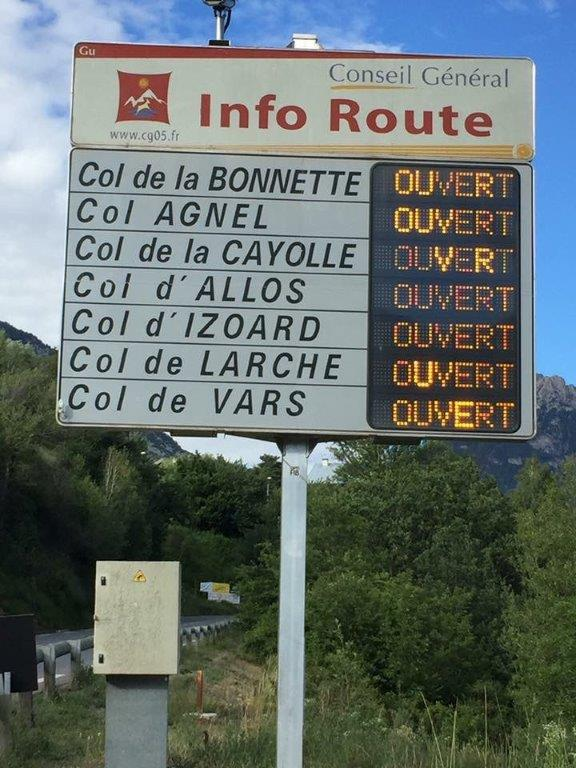 Gu
Conseil Général
Info Route
www.cg05.fr
Col de la BONNETTE OUVERT
Col AGNEL OUVERT
Col de la CAYOLLE OUVERT
Col d'ALLOS OUVERT
Col d'IZOARD OUVERT
Col de LARCHE OUVERT
Col de VARS OUVERT